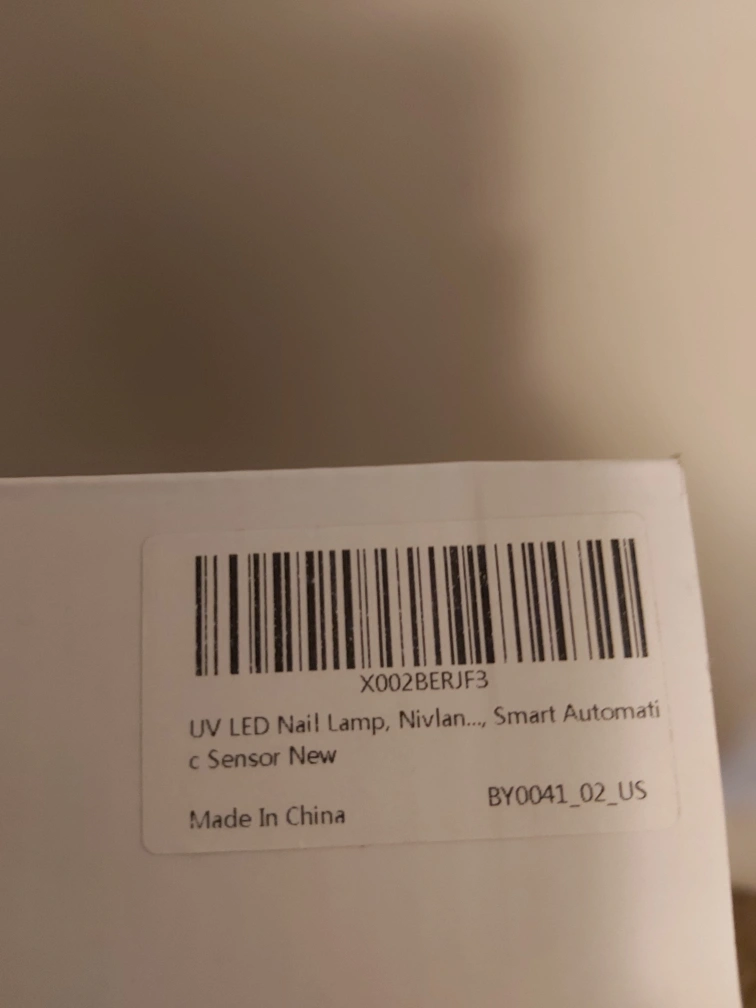 X002BERJF3
UV LED Nail Lamp, Nivlan..., Smart Automati
c Sensor New
Made In China
BY0041_02_US